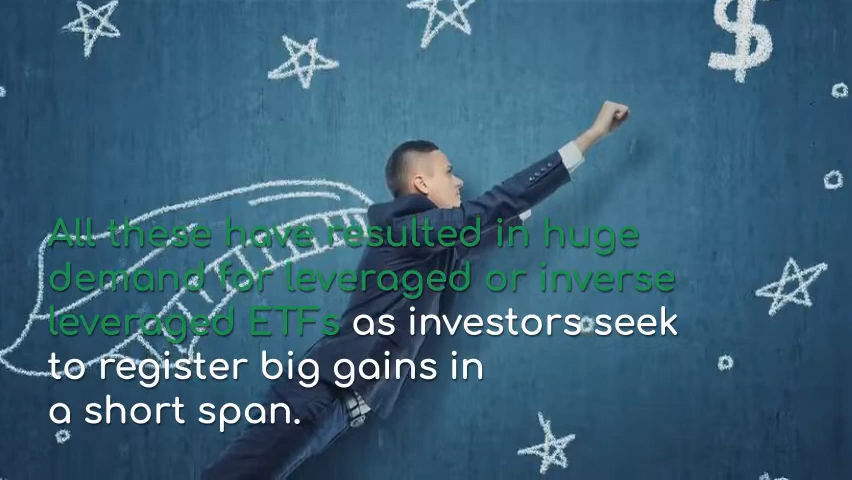 $
All these have resulted in huge
demand for leveraged or inverse
leveraged ETFs as investors seek
to register big gains in
a short span.